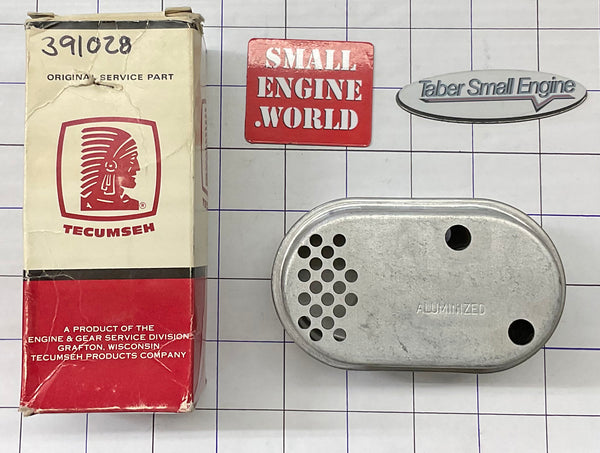 391028
ORIGINAL SERVICE PART
®
TECUMSEH
A PRODUCT OF THE
ENGINE & GEAR SERVICE DIVISION
GRAFTON, WISCONSIN
TECUMSEH PRODUCTS COMPANY
SMALL
ENGINE
.WORLD
Taber Small Engine
ALUMINIZED